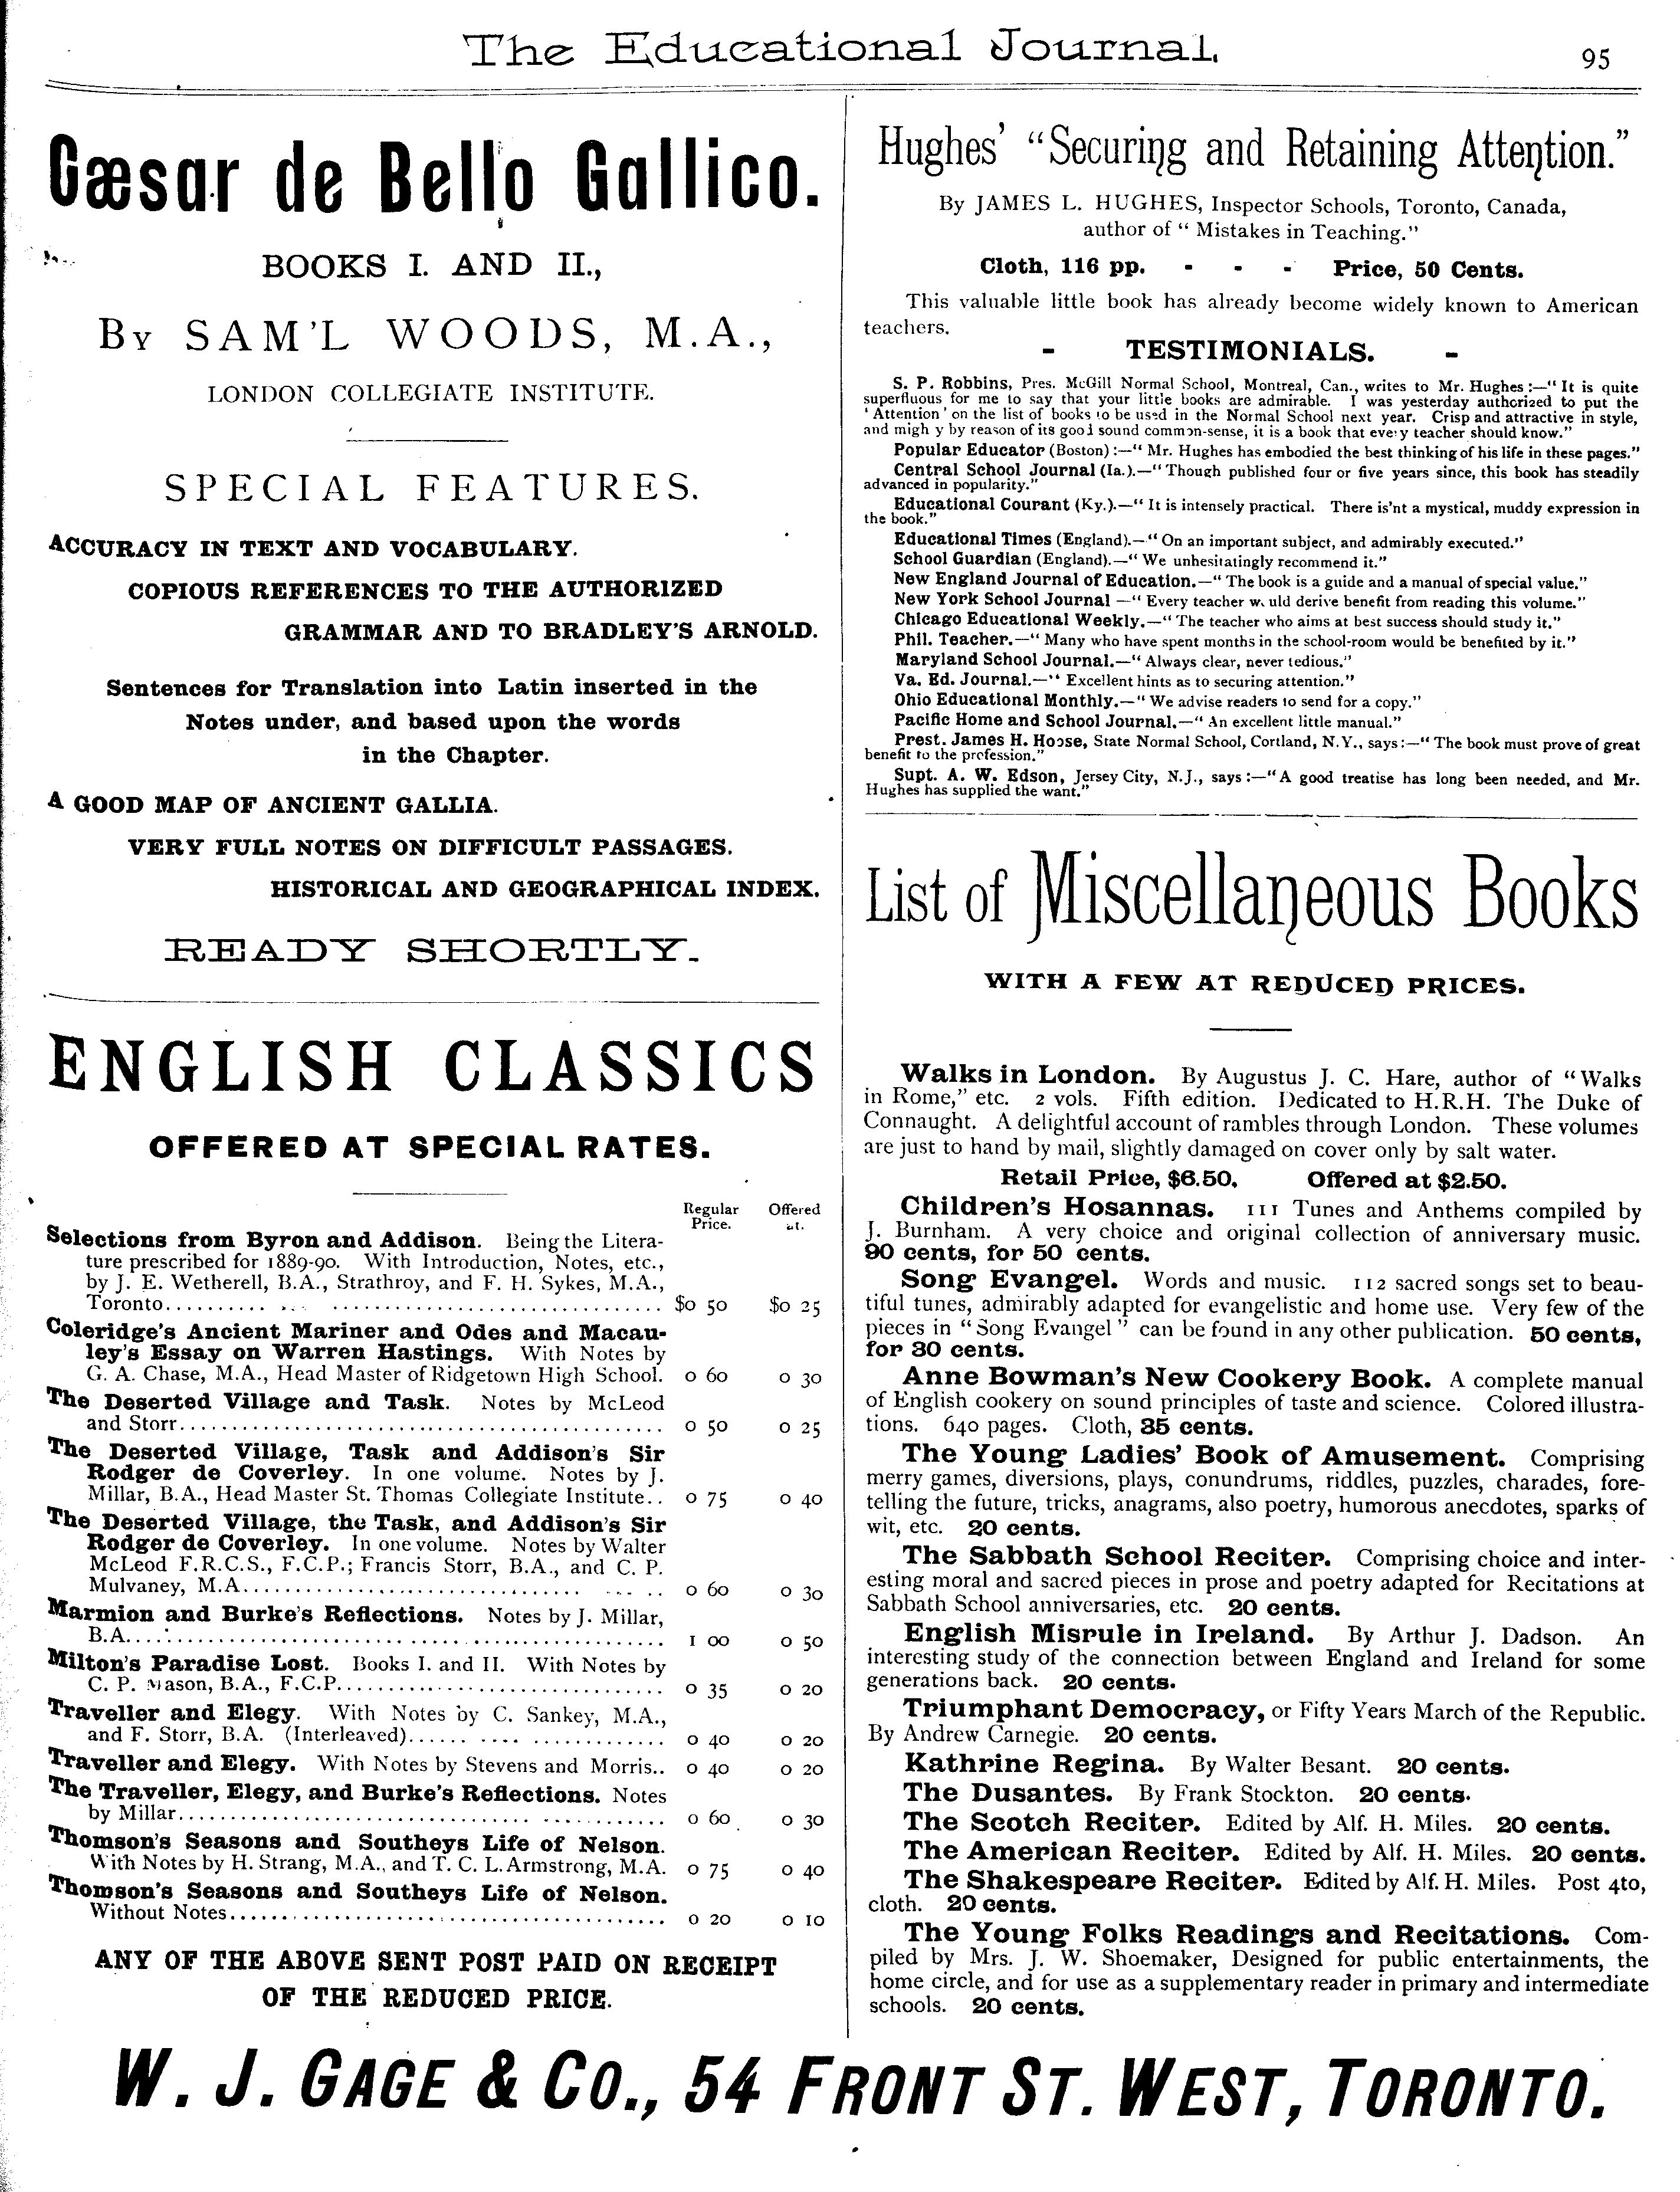 The Educational Journal.
95
Cæsar de Bello Gallico.
BOOKS I. AND II.,
BY SAM'L WOODS, M.A.,
LONDON COLLEGIATE INSTITUTE.
SPECIAL FEATURES.
ACCURACY IN TEXT AND VOCABULARY.
COPIOUS REFERENCES TO THE AUTHORIZED
GRAMMAR AND TO BRADLEY'S ARNOLD.
Sentences for Translation into Latin inserted in the
Notes under, and based upon the words
in the Chapter.
A GOOD MAP OF ANCIENT GALLIA.
VERY FULL NOTES ON DIFFICULT PASSAGES.
HISTORICAL AND GEOGRAPHICAL INDEX.
READY SHORTLY.
ENGLISH CLASSICS
OFFERED AT SPECIAL RATES.
Regular Offered
Price. at.
Selections from Byron and Addison. Being the Litera-
ture prescribed for 1889-90. With Introduction, Notes, etc.,
by J. E. Wetherell, B.A., Strathroy, and F. H. Sykes, M.A.,
Toronto.......... $0 50 $0 25
Coleridge's Ancient Mariner and Odes and Macau-
ley's Essay on Warren Hastings. With Notes by
G. A. Chase, M.A., Head Master of Ridgetown High School. 0 60 0 30
The Deserted Village and Task. Notes by McLeod
and Storr.......... 0 50 0 25
The Deserted Village, Task and Addison's Sir
Rodger de Coverley. In one volume. Notes by J.
Millar, B.A., Head Master St. Thomas Collegiate Institute.. 0 75 0 40
The Deserted Village, the Task, and Addison's Sir
Rodger de Coverley. In one volume. Notes by Walter
McLeod F.R.C.S., F.C.P.; Francis Storr, B.A., and C. P.
Mulvaney, M.A.......... 0 60 0 30
Marmion and Burke's Reflections. Notes by J. Millar,
B.A.......... 1 00 0 50
Milton's Paradise Lost. Books I. and II. With Notes by
C. P. Mason, B.A., F.C.P.......... 0 35 0 20
Traveller and Elegy. With Notes by C. Sankey, M.A.,
and F. Storr, B.A. (Interleaved).......... 0 40 0 20
Traveller and Elegy. With Notes by Stevens and Morris.. 0 40 0 20
The Traveller, Elegy, and Burke's Reflections. Notes
by Millar.......... 0 60 0 30
Thomson's Seasons and Southeys Life of Nelson.
With Notes by H. Strang, M.A., and T. C. L. Armstrong, M.A. 0 75 0 40
Thomson's Seasons and Southeys Life of Nelson.
Without Notes.......... 0 20 0 10
ANY OF THE ABOVE SENT POST PAID ON RECEIPT
OF THE REDUCED PRICE.
Hughes' "Securing and Retaining Attention."
By JAMES L. HUGHES, Inspector Schools, Toronto, Canada,
author of "Mistakes in Teaching."
Cloth, 116 pp. - - - Price, 50 Cents.
This valuable little book has already become widely known to American
teachers.
- TESTIMONIALS. -
S. P. Robbins, Pres. McGill Normal School, Montreal, Can., writes to Mr. Hughes:—"It is quite
superfluous for me to say that your little books are admirable. I was yesterday authorized to put the
'Attention' on the list of books to be used in the Normal School next year. Crisp and attractive in style,
and migh y by reason of its good sound common-sense, it is a book that every teacher should know."
Popular Educator (Boston):—"Mr. Hughes has embodied the best thinking of his life in these pages."
Central School Journal (Ia.).—"Though published four or five years since, this book has steadily
advanced in popularity."
Educational Courant (Ky.).—"It is intensely practical. There is'nt a mystical, muddy expression in
the book."
Educational Times (England).—"On an important subject, and admirably executed."
School Guardian (England).—"We unhesitatingly recommend it."
New England Journal of Education.—"The book is a guide and a manual of special value."
New York School Journal—"Every teacher would derive benefit from reading this volume."
Chicago Educational Weekly.—"The teacher who aims at best success should study it."
Phil. Teacher.—"Many who have spent months in the school-room would be benefited by it."
Maryland School Journal.—"Always clear, never tedious."
Va. Ed. Journal.—"Excellent hints as to securing attention."
Ohio Educational Monthly.—"We advise readers to send for a copy."
Pacific Home and School Journal.—"An excellent little manual."
Prest. James H. Hoose, State Normal School, Cortland, N.Y., says:—"The book must prove of great
benefit to the profession."
Supt. A. W. Edson, Jersey City, N.J., says:—"A good treatise has long been needed, and Mr.
Hughes has supplied the want."
List of Miscellaneous Books
WITH A FEW AT REDUCED PRICES.
Walks in London. By Augustus J. C. Hare, author of "Walks
in Rome," etc. 2 vols. Fifth edition. Dedicated to H.R.H. The Duke of
Connaught. A delightful account of rambles through London. These volumes
are just to hand by mail, slightly damaged on cover only by salt water.
Retail Price, $6.50. Offered at $2.50.
Children's Hosannas. 111 Tunes and Anthems compiled by
J. Burnham. A very choice and original collection of anniversary music.
90 cents, for 50 cents.
Song Evangel. Words and music. 112 sacred songs set to beau-
tiful tunes, admirably adapted for evangelistic and home use. Very few of the
pieces in "Song Evangel" can be found in any other publication. 50 cents,
for 30 cents.
Anne Bowman's New Cookery Book. A complete manual
of English cookery on sound principles of taste and science. Colored illustra-
tions. 640 pages. Cloth, 35 cents.
The Young Ladies' Book of Amusement. Comprising
merry games, diversions, plays, conundrums, riddles, puzzles, charades, fore-
telling the future, tricks, anagrams, also poetry, humorous anecdotes, sparks of
wit, etc. 20 cents.
The Sabbath School Reciter. Comprising choice and inter-
esting moral and sacred pieces in prose and poetry adapted for Recitations at
Sabbath School anniversaries, etc. 20 cents.
English Misrule in Ireland. By Arthur J. Dadson. An
interesting study of the connection between England and Ireland for some
generations back. 20 cents.
Triumphant Democracy, or Fifty Years March of the Republic.
By Andrew Carnegie. 20 cents.
Kathrine Regina. By Walter Besant. 20 cents.
The Dusantes. By Frank Stockton. 20 cents.
The Scotch Reciter. Edited by Alf. H. Miles. 20 cents.
The American Reciter. Edited by Alf. H. Miles. 20 cents.
The Shakespeare Reciter. Edited by Alf. H. Miles. Post 4to,
cloth. 20 cents.
The Young Folks Readings and Recitations. Com-
piled by Mrs. J. W. Shoemaker, Designed for public entertainments, the
home circle, and for use as a supplementary reader in primary and intermediate
schools. 20 cents.
W. J. GAGE & CO., 54 FRONT ST. WEST, TORONTO.